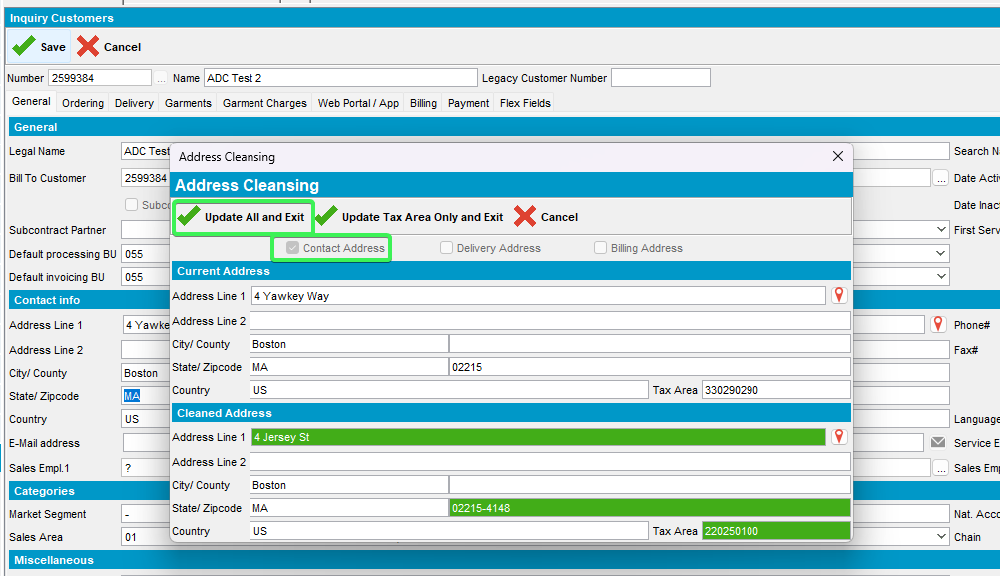 Inquiry Customers
Save Cancel
Number 2599384 ... Name ADC Test 2 Legacy Customer Number
General Ordering Delivery Garments Garment Charges Web Portal / App Billing Payment Flex Fields
General
Legal Name ADC Test Search N
Bill To Customer 2599384 ... Date Activ
Subco Date Inac
Subcontract Partner First Serv
Default processing BU 055
Default invoicing BU 055
Contact info
Address Line 1 4 Yawke Phone#
Address Line 2 Fax#
City/ County Boston
State/ Zipcode MA
Country US Language
E-Mail address Service E
Sales Empl.1 ? ... Sales Emp
Categories
Market Segment - Nat. Acco
Sales Area 01 Chain
Miscellaneous
Address Cleansing
Address Cleansing
Update All and Exit Update Tax Area Only and Exit Cancel
Contact Address Delivery Address Billing Address
Current Address
Address Line 1 4 Yawkey Way
Address Line 2
City/ County Boston
State/ Zipcode MA 02215
Country US Tax Area 330290290
Cleaned Address
Address Line 1 4 Jersey St
Address Line 2
City/ County Boston
State/ Zipcode MA 02215-4148
Country US Tax Area 220250100